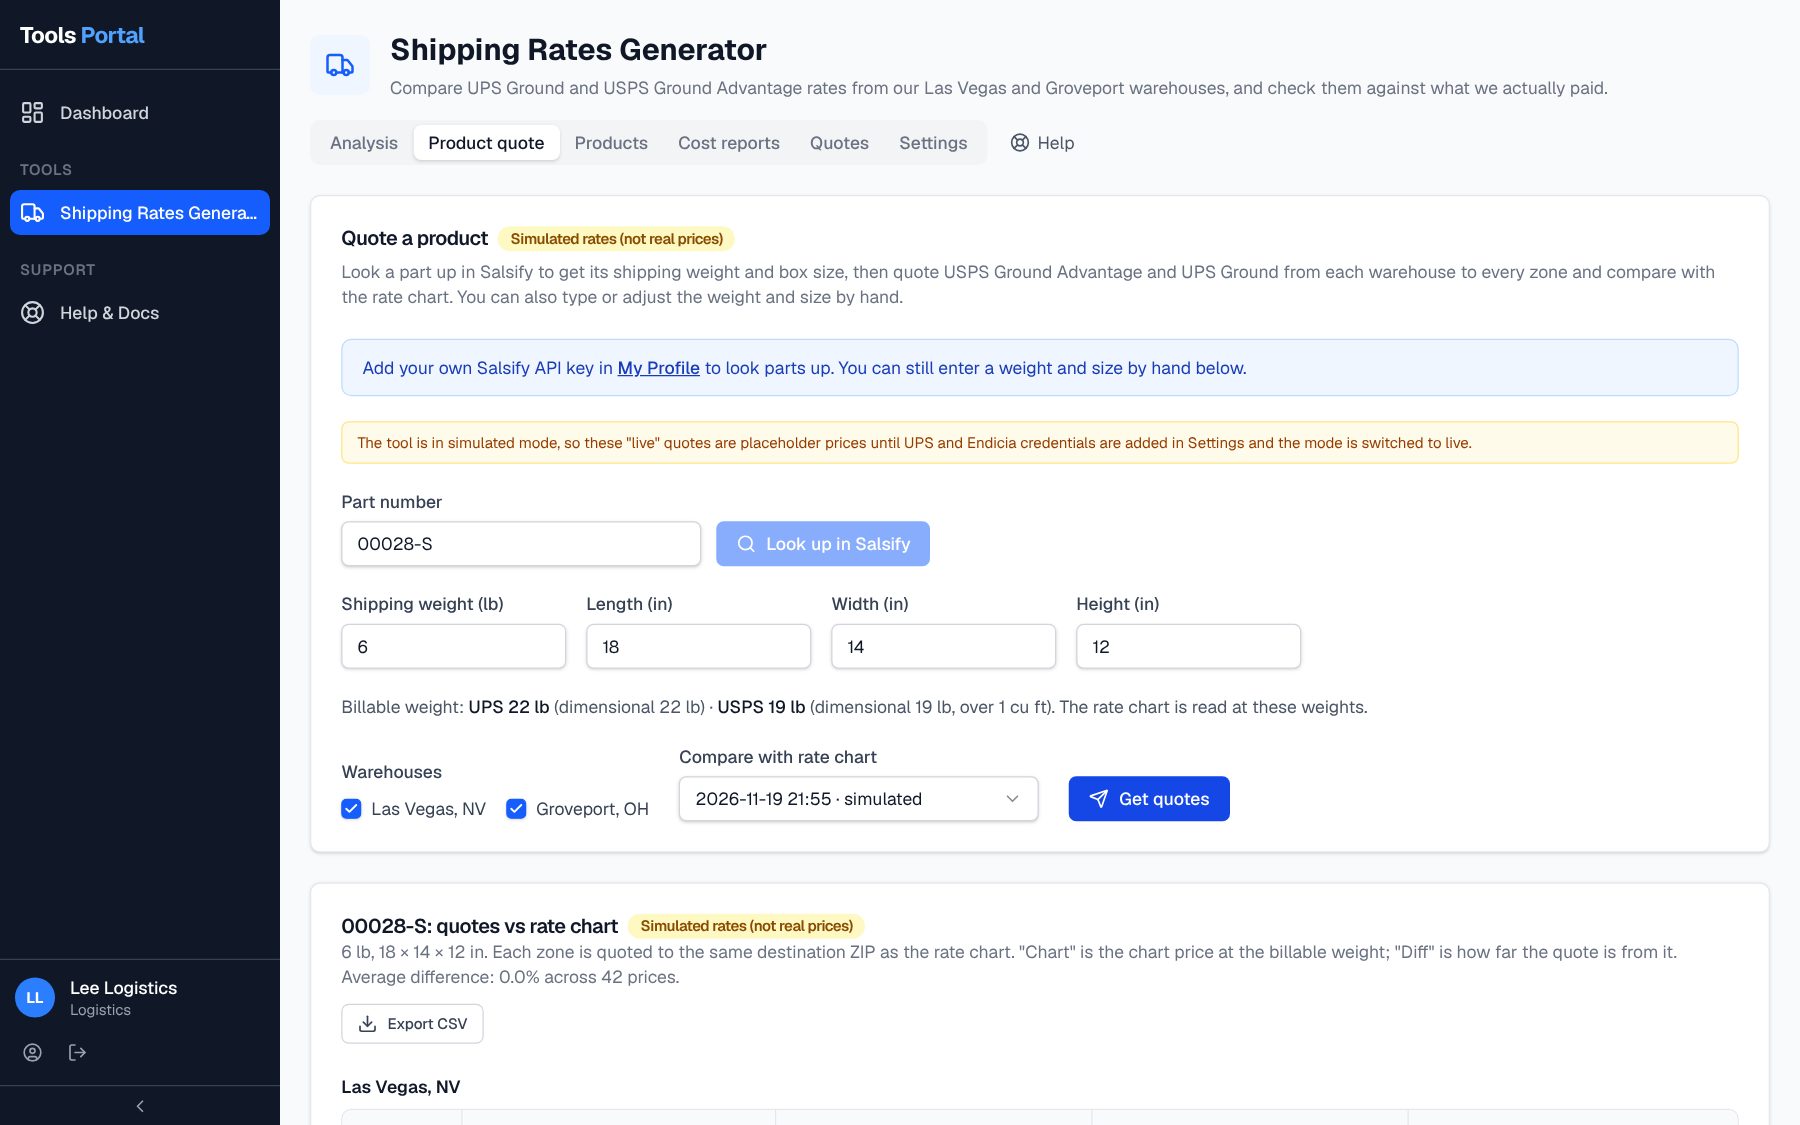 Tools Portal
Dashboard
TOOLS
Shipping Rates Genera...
SUPPORT
Help & Docs
LL
Lee Logistics
Logistics
Shipping Rates Generator
Compare UPS Ground and USPS Ground Advantage rates from our Las Vegas and Groveport warehouses, and check them against what we actually paid.
Analysis
Product quote
Products
Cost reports
Quotes
Settings
Help
Quote a product
Simulated rates (not real prices)
Look a part up in Salsify to get its shipping weight and box size, then quote USPS Ground Advantage and UPS Ground from each warehouse to every zone and compare with
the rate chart. You can also type or adjust the weight and size by hand.
Add your own Salsify API key in My Profile to look parts up. You can still enter a weight and size by hand below.
The tool is in simulated mode, so these "live" quotes are placeholder prices until UPS and Endicia credentials are added in Settings and the mode is switched to live.
Part number
00028-S
Look up in Salsify
Shipping weight (lb)
Length (in)
Width (in)
Height (in)
6
18
14
12
Billable weight: UPS 22 lb (dimensional 22 lb) · USPS 19 lb (dimensional 19 lb, over 1 cu ft). The rate chart is read at these weights.
Warehouses
Las Vegas, NV
Groveport, OH
Compare with rate chart
2026-11-19 21:55 · simulated
Get quotes
00028-S: quotes vs rate chart
Simulated rates (not real prices)
6 lb, 18 × 14 × 12 in. Each zone is quoted to the same destination ZIP as the rate chart. "Chart" is the chart price at the billable weight; "Diff" is how far the quote is from it.
Average difference: 0.0% across 42 prices.
Export CSV
Las Vegas, NV